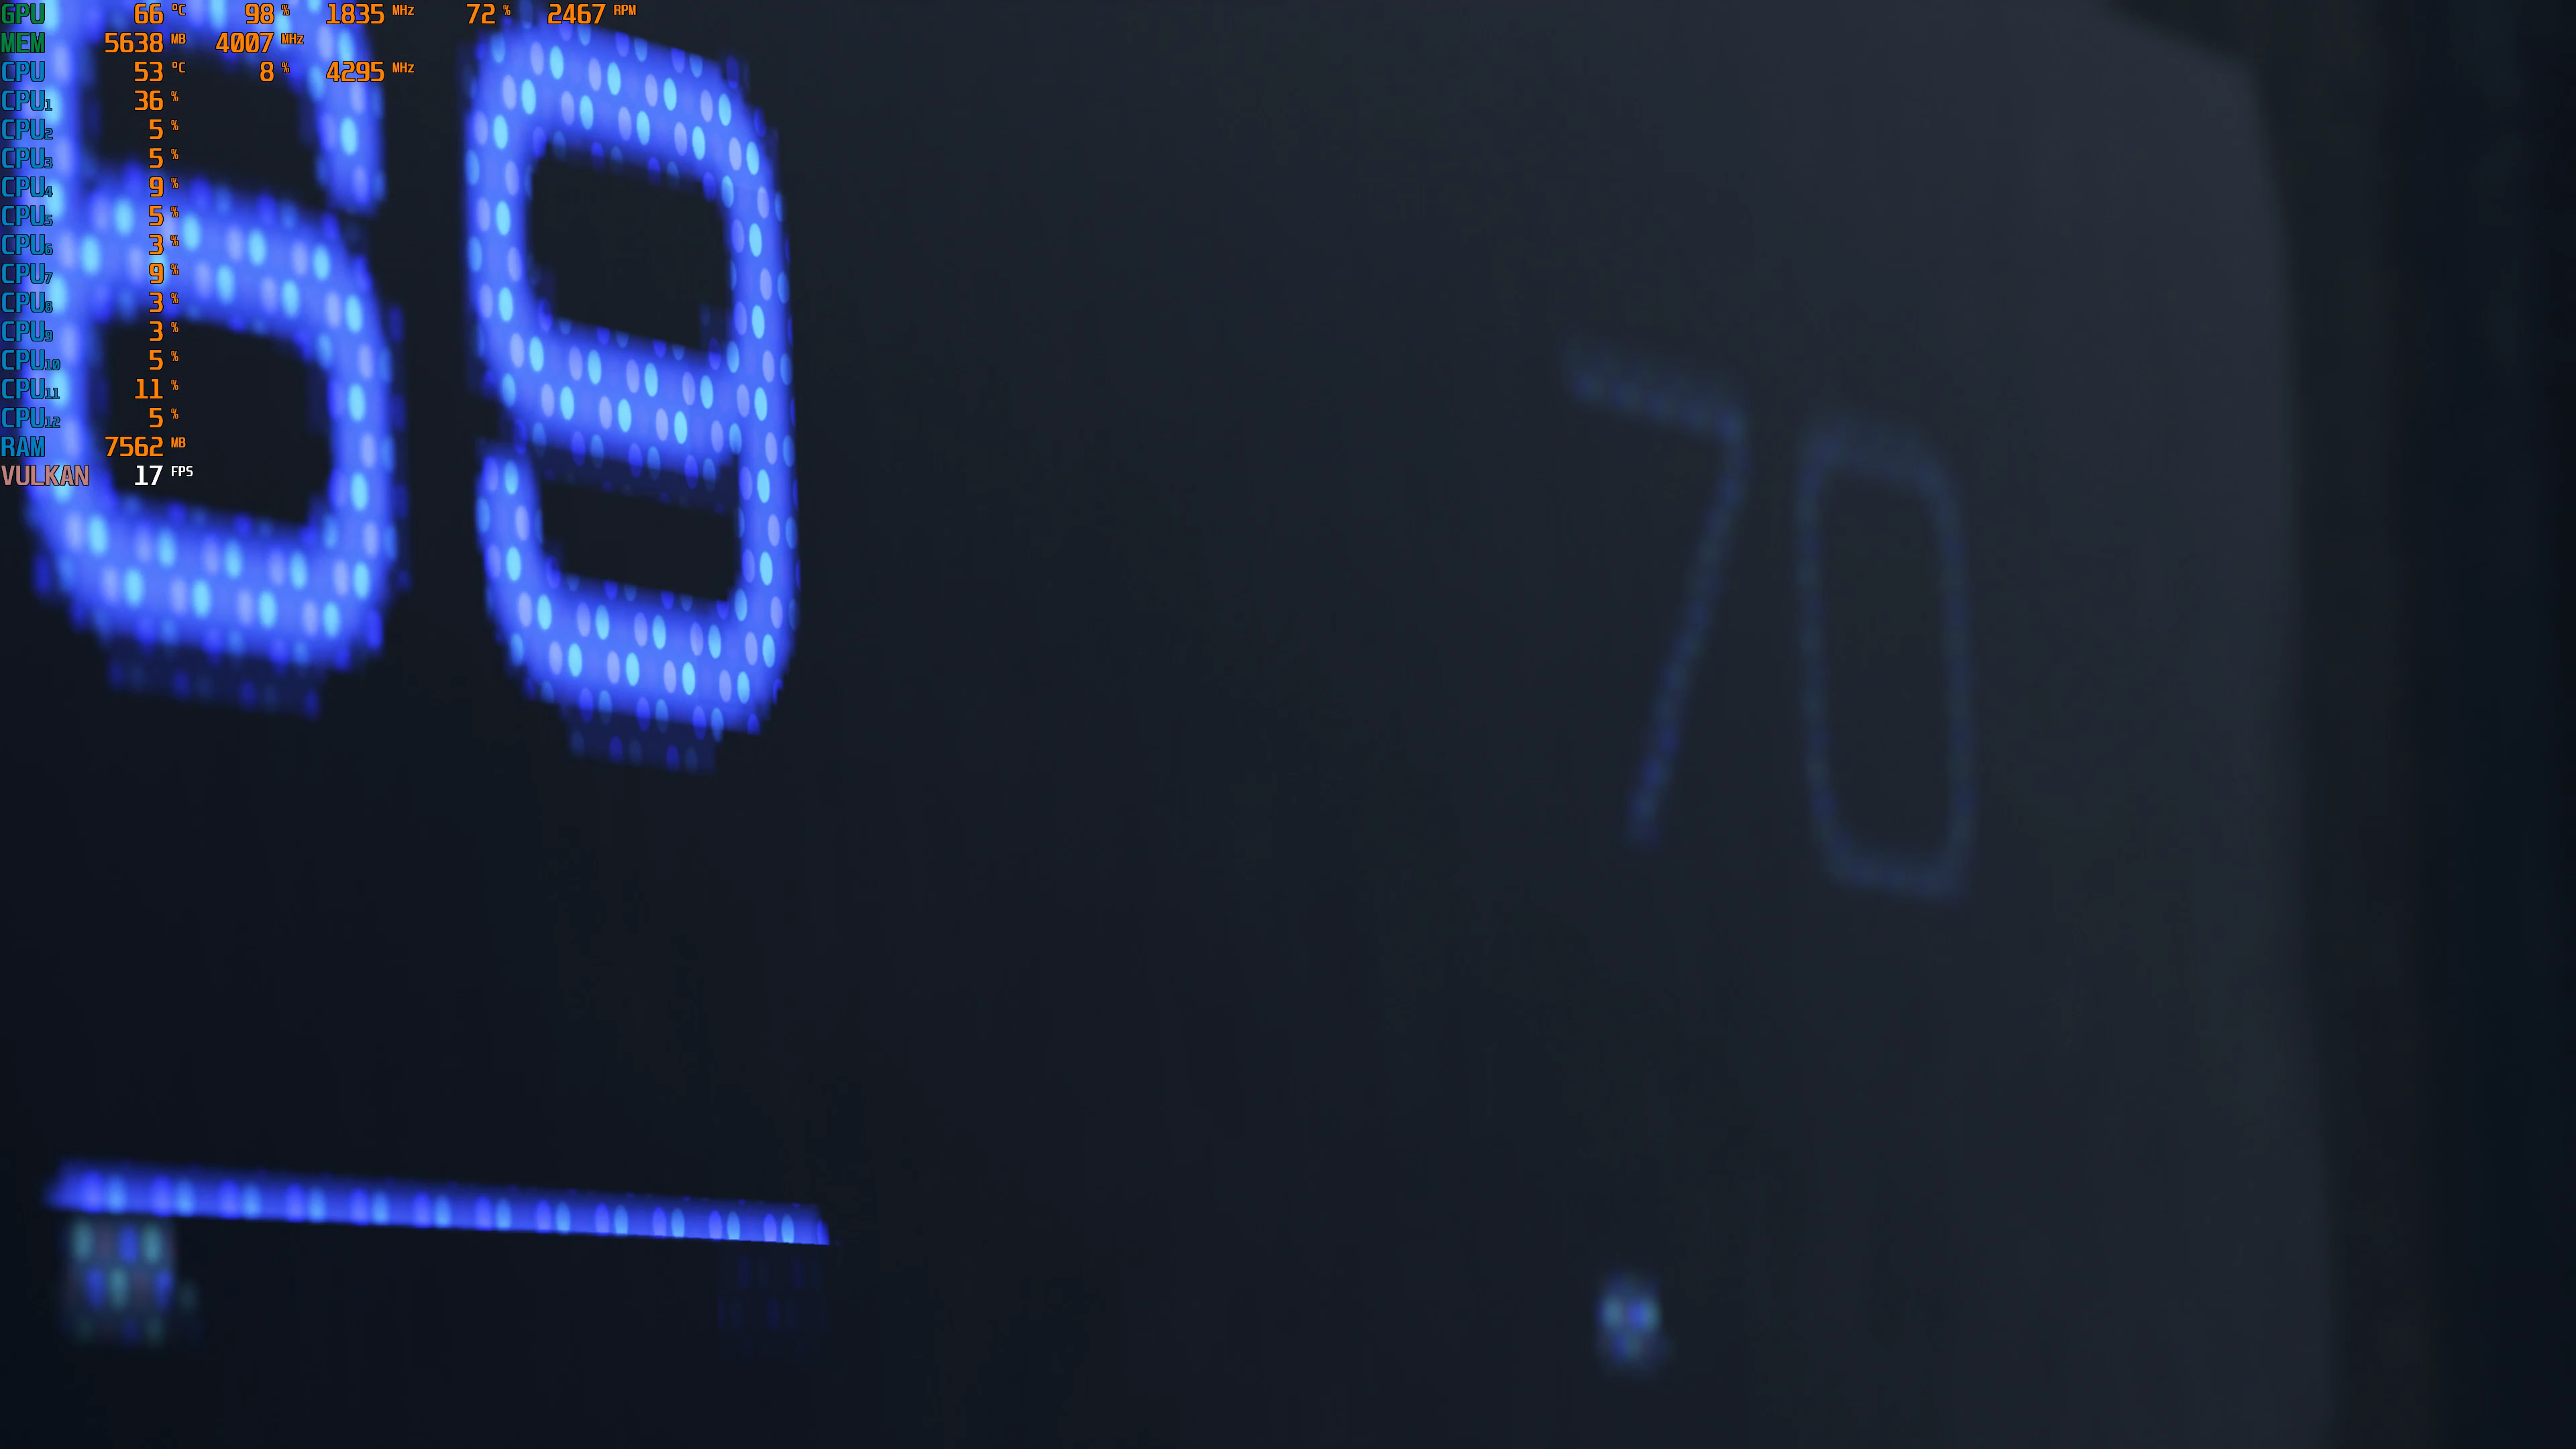 GPU 66 °C 98 % 1835 MHz 72 % 2467 RPM
MEM 5638 MB 4007 MHz
CPU 53 °C 8 % 4295 MHz
CPU1 36 %
CPU2 5 %
CPU3 5 %
CPU4 9 %
CPU5 5 %
CPU6 3 %
CPU7 9 %
CPU8 3 %
CPU9 3 %
CPU10 5 %
CPU11 11 %
CPU12 5 %
RAM 7562 MB
VULKAN 17 FPS
69
70